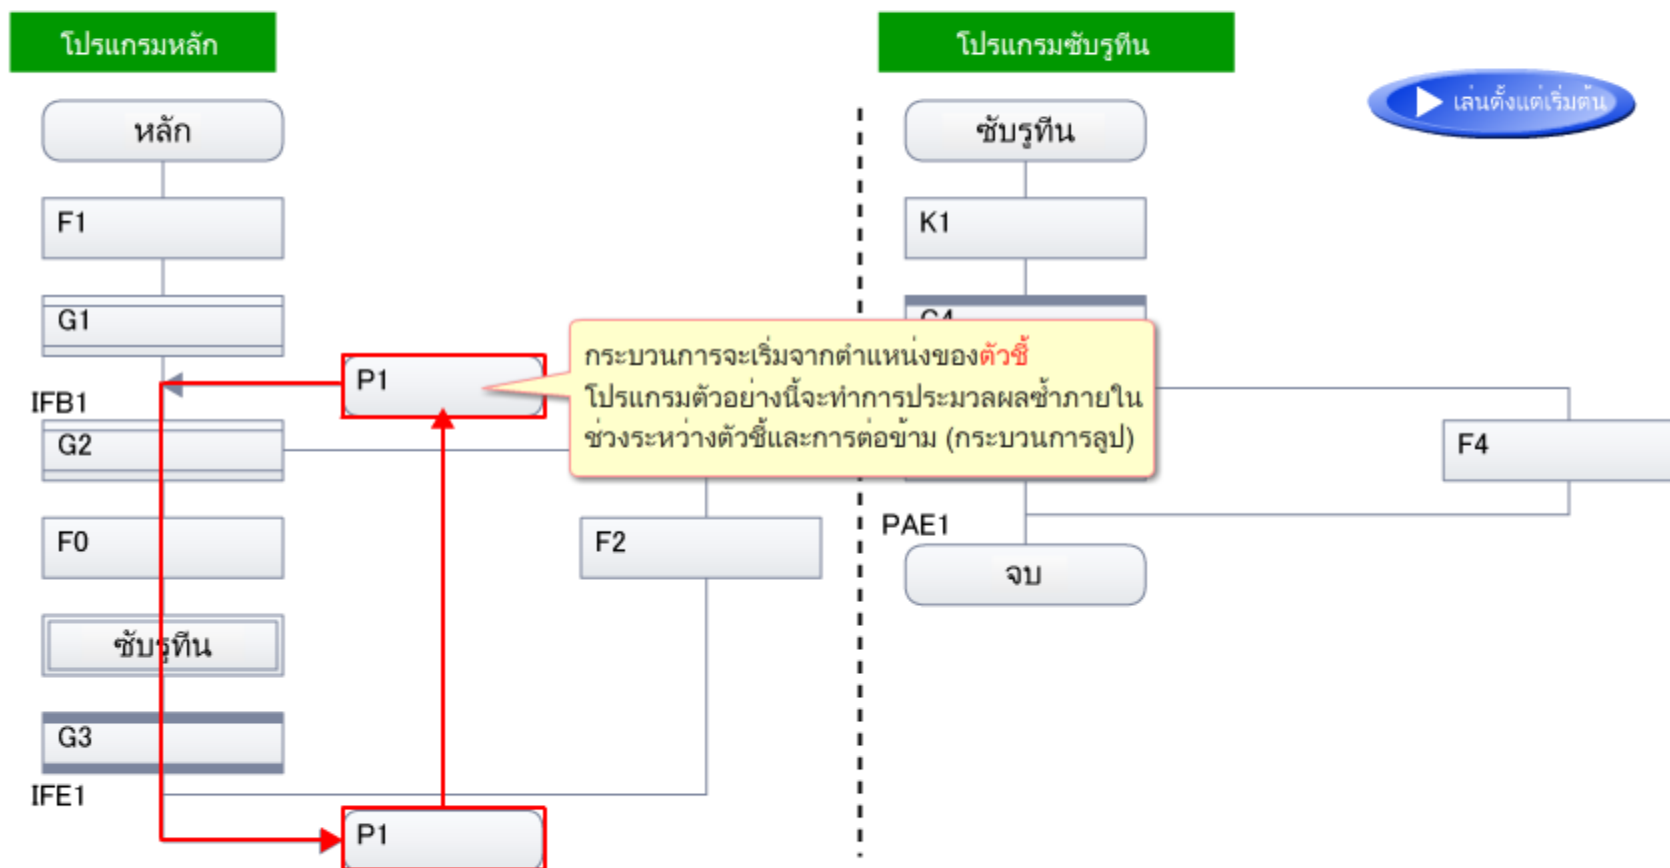 โปรแกรมหลัก
โปรแกรมซับรูทีน
เล่นตั้งแต่เริ่มต้น
หลัก
ซับรูทีน
F1
K1
G1
P1
กระบวนการจะเริ่มจากตำแหน่งของตัวชี้
โปรแกรมตัวอย่างนี้จะทำการประมวลผลซ้ำภายใน
ช่วงระหว่างตัวชี้และการต่อข้าม (กระบวนการลูป)
IFB1
G2
F4
F0
F2
PAE1
จบ
ซับรูทีน
G3
IFE1
P1